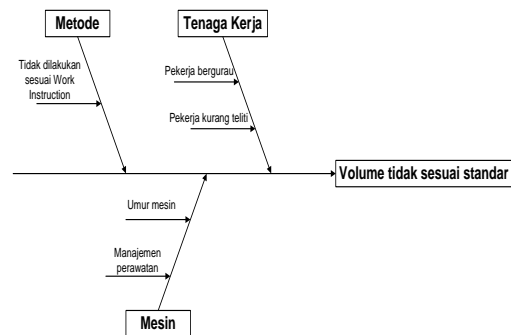 Metode
Tenaga Kerja
Tidak dilakukan
sesuai Work
Instruction
Pekerja bergurau
Pekerja kurang teliti
Volume tidak sesuai standar
Umur mesin
Manajemen
perawatan
Mesin